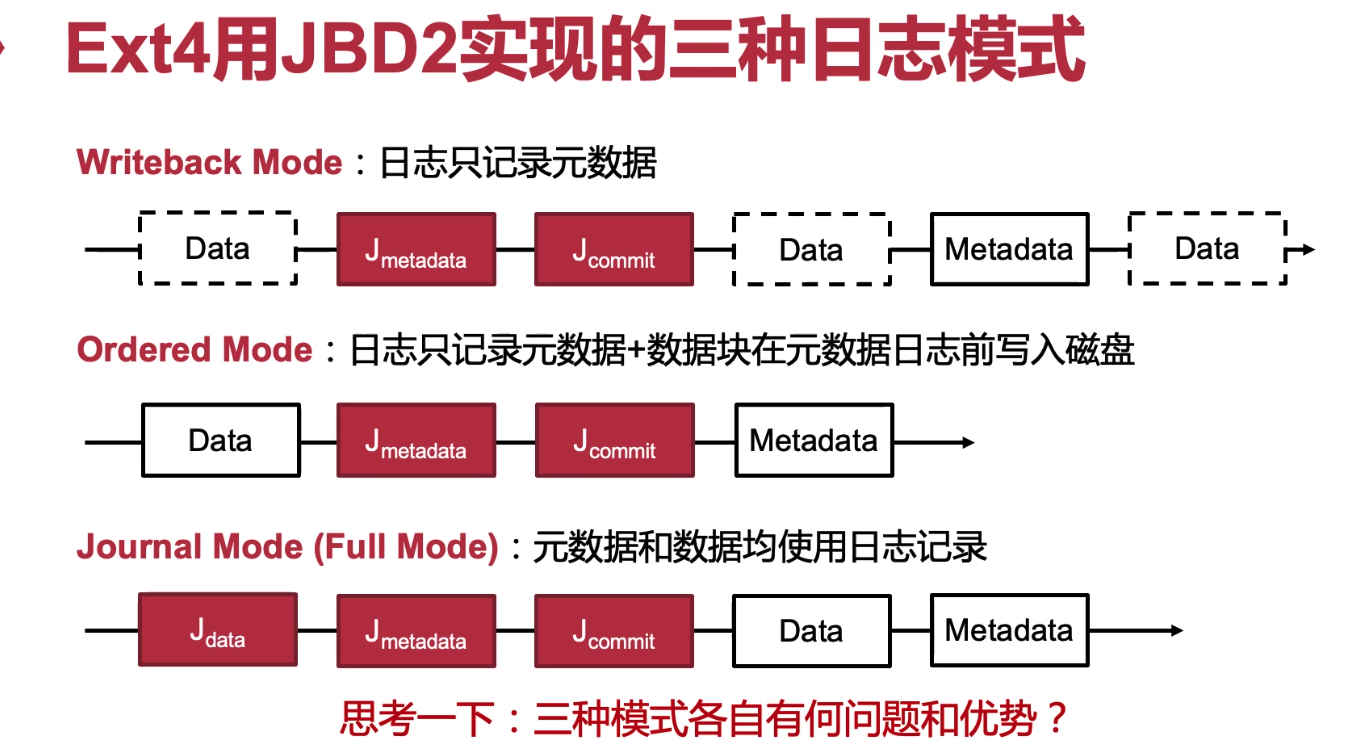 Ext4用JBD2实现的三种日志模式
Writeback Mode：日志只记录元数据
Data Jmetadata Jcommit Data Metadata Data
Ordered Mode：日志只记录元数据+数据块在元数据日志前写入磁盘
Data Jmetadata Jcommit Metadata
Journal Mode (Full Mode)：元数据和数据均使用日志记录
Jdata Jmetadata Jcommit Data Metadata
思考一下：三种模式各自有何问题和优势？